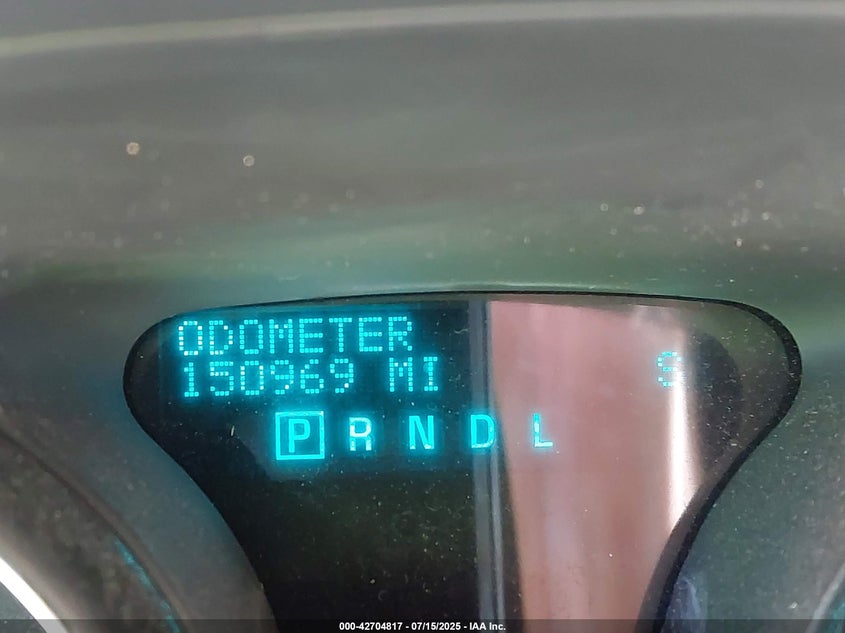 ODOMETER
150969 MI S
P R N D L
000-42704817 - 07/15/2025 - IAA Inc.